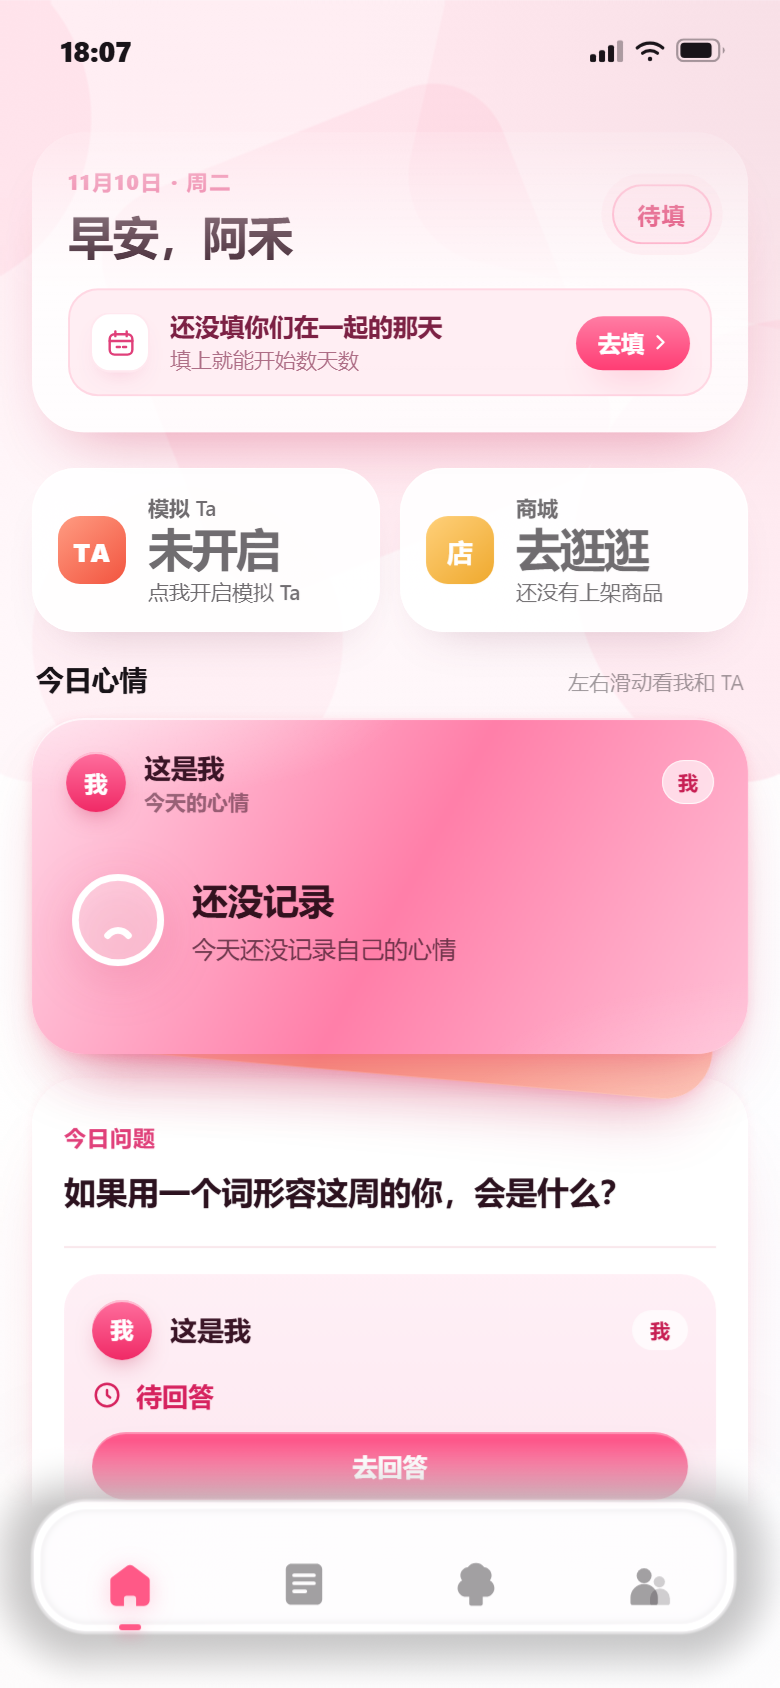 18:07
11月10日 · 周二
早安，阿禾
待填
还没填你们在一起的那天
填上就能开始数天数
去填
模拟 Ta
TA
未开启
点我开启模拟 Ta
商城
店
去逛逛
还没有上架商品
今日心情
左右滑动看我和 TA
我
这是我
今天的心情
我
还没记录
今天还没记录自己的心情
今日问题
如果用一个词形容这周的你，会是什么？
我
这是我
我
待回答
去回答